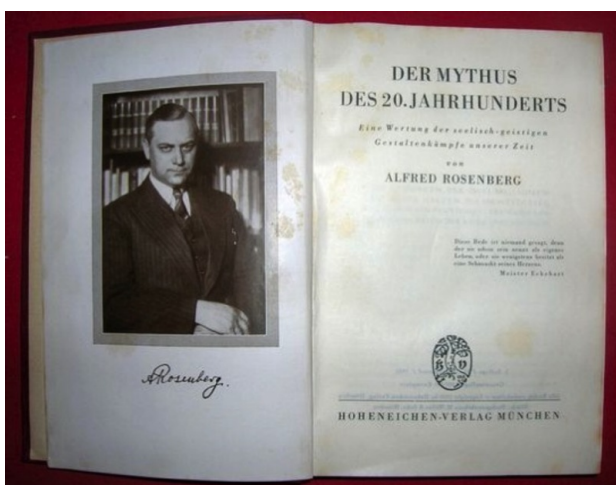 A Rosenberg.
DER MYTHUS
DES 20. JAHRHUNDERTS
Eine Wertung der seelisch-geistigen
Gestaltenkämpfe unserer Zeit
von
ALFRED ROSENBERG
Diese Rede ist niemand gesagt, denn
der sie schon sein nennt als eigenes
Leben, oder sie wenigstens besitzt als
eine Sehnsucht seines Herzens.
Meister Eckehart
HOHENEICHEN-VERLAG MÜNCHEN